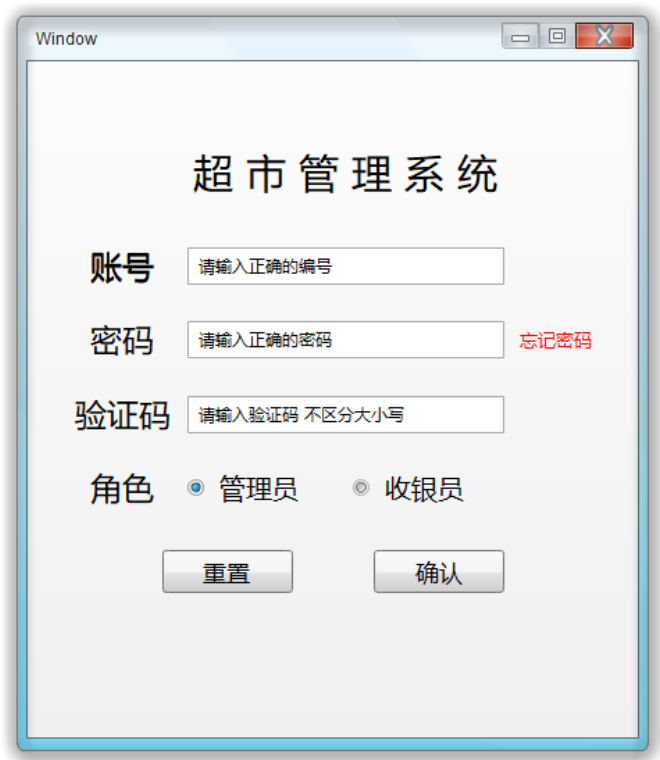 Window
超市管理系统
账号 请输入正确的编号
密码 请输入正确的密码 忘记密码
验证码 请输入验证码 不区分大小写
角色 管理员 收银员
重置 确认